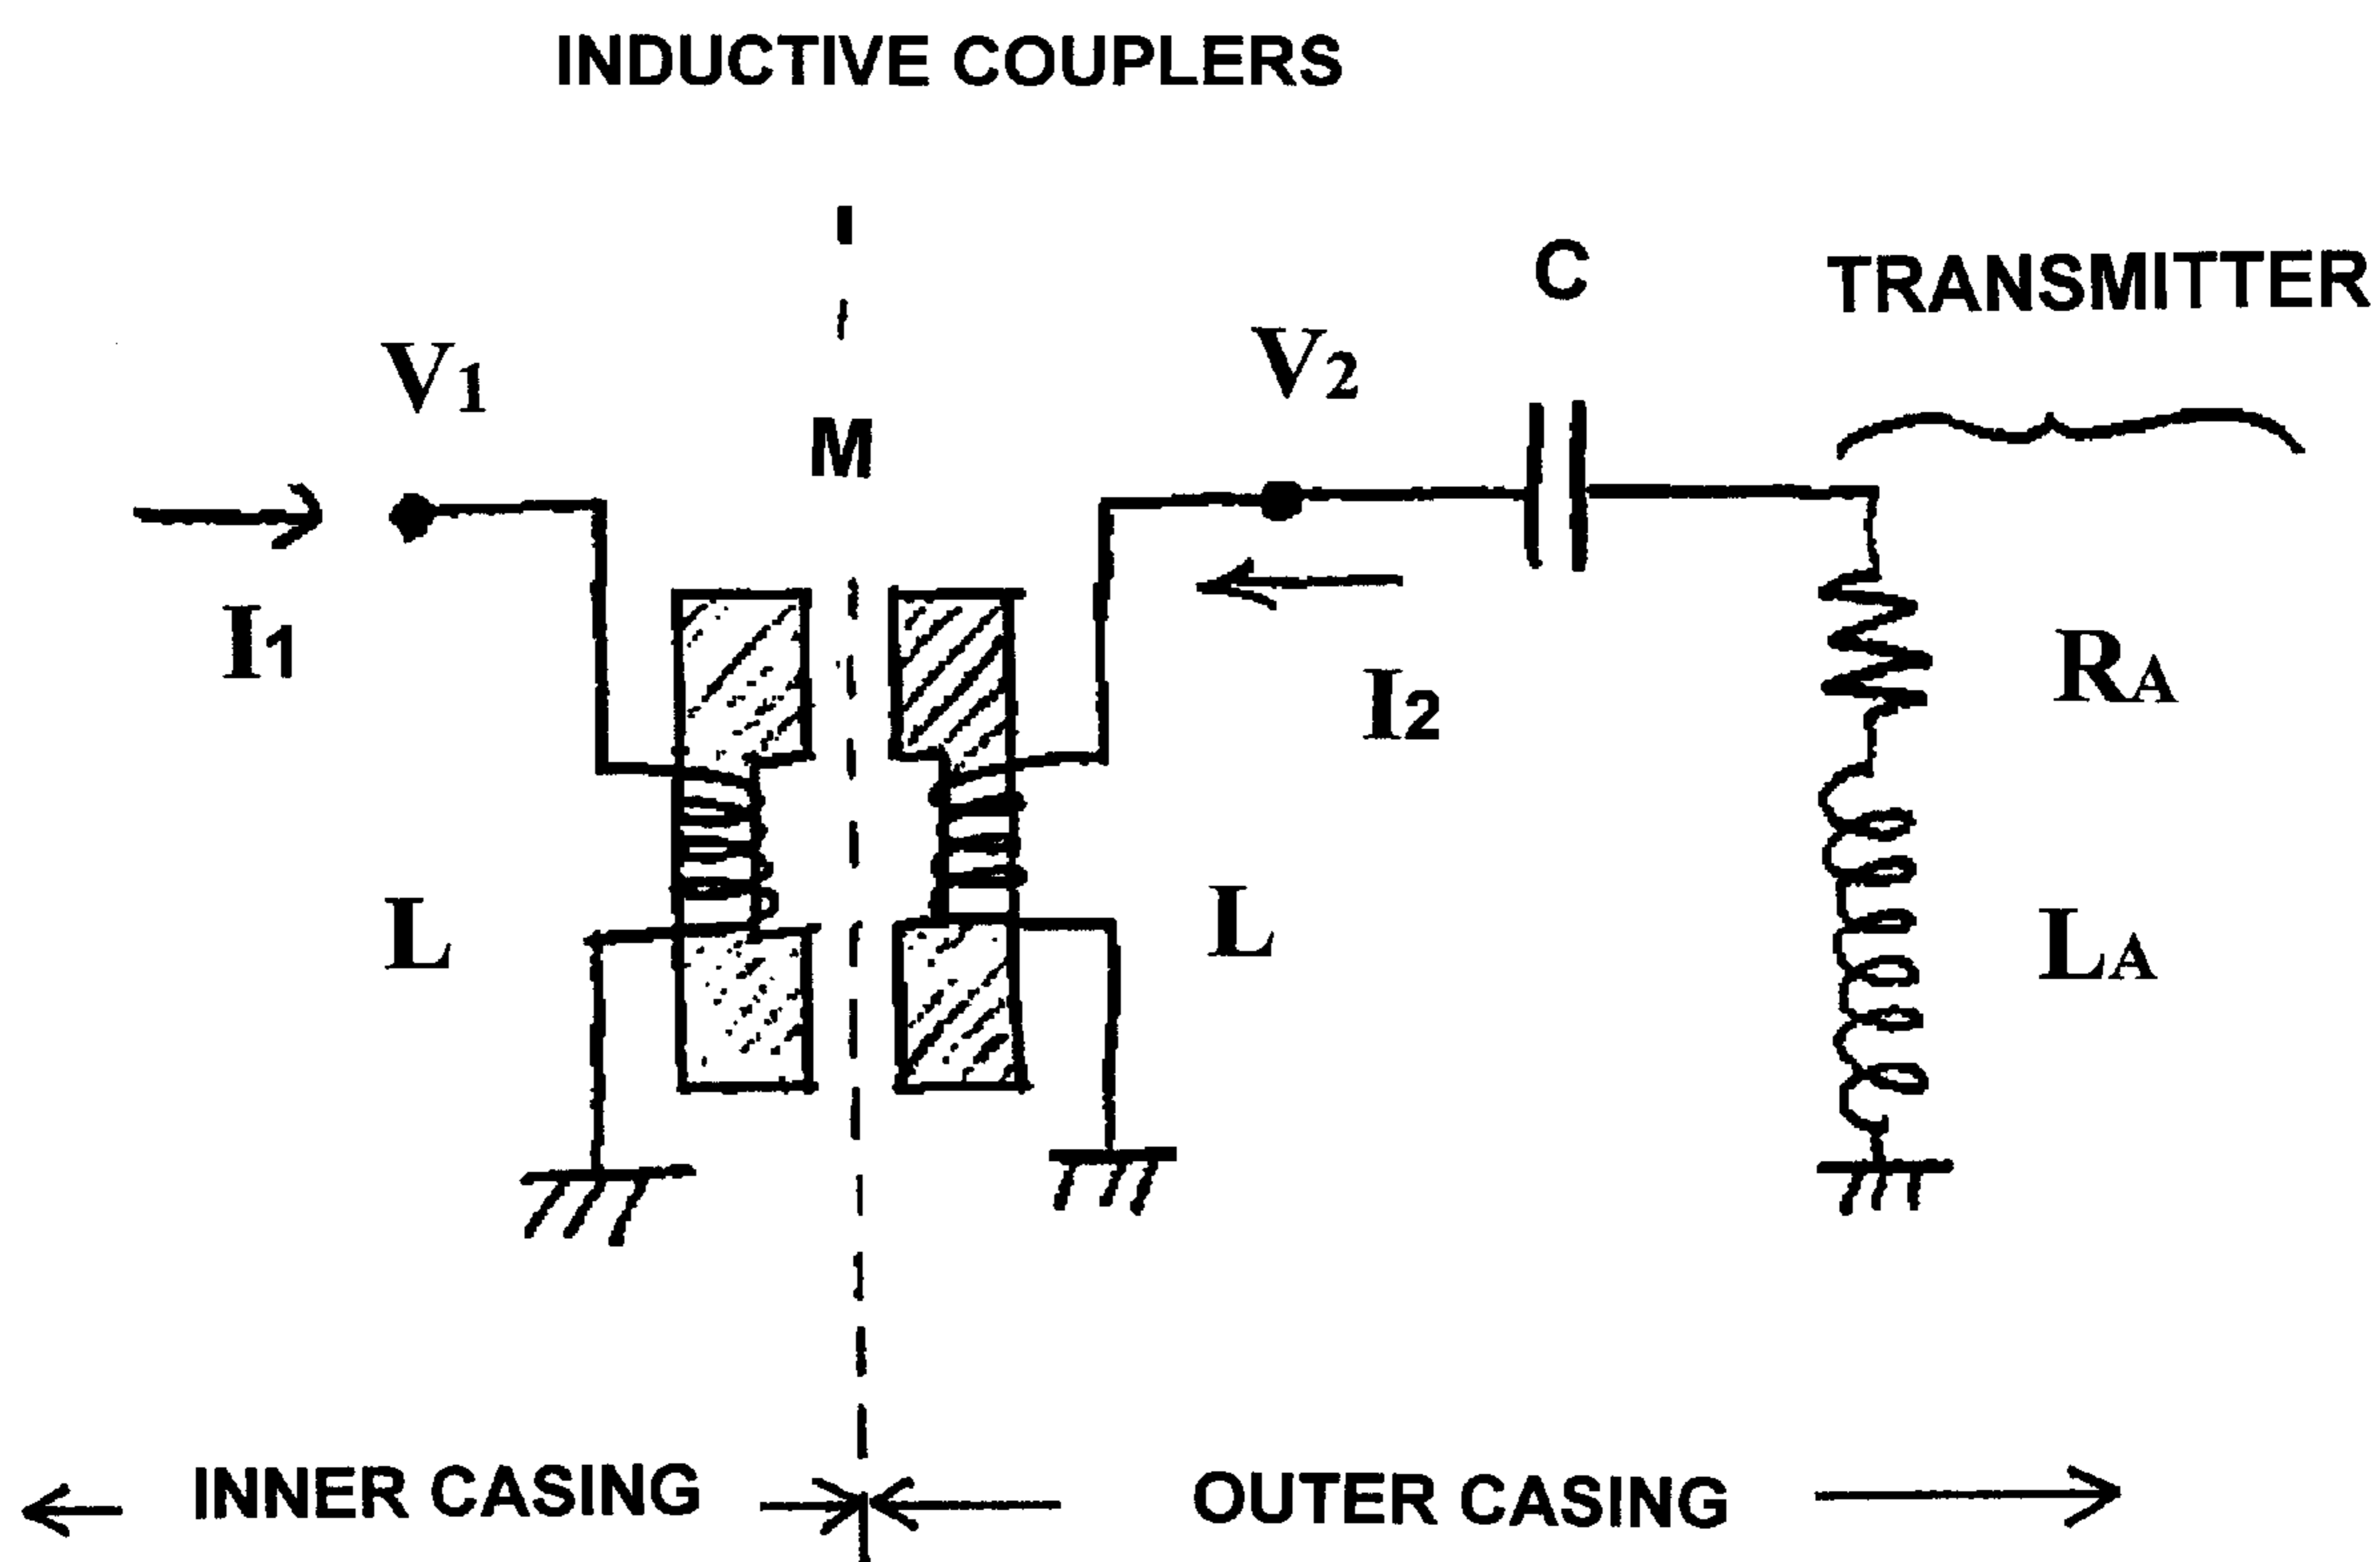 INDUCTIVE COUPLERS
C
TRANSMITTER
V1
V2
M
I1
I2
RA
L
L
LA
INNER CASING
OUTER CASING